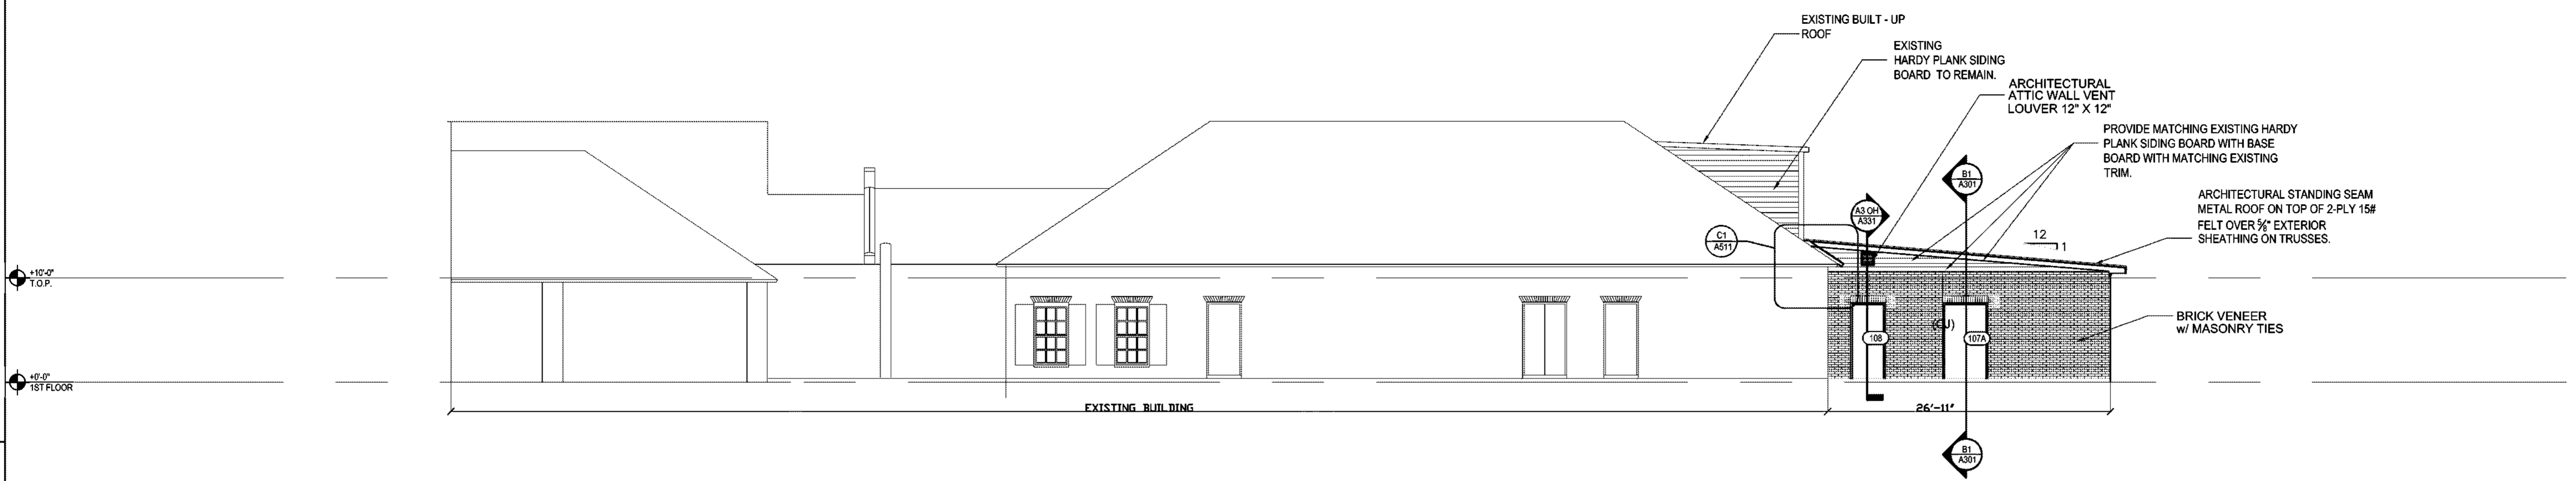 EXISTING BUILT - UP
ROOF
EXISTING
HARDY PLANK SIDING
BOARD TO REMAIN.
ARCHITECTURAL
ATTIC WALL VENT
LOUVER 12" X 12"
PROVIDE MATCHING EXISTING HARDY
PLANK SIDING BOARD WITH BASE
BOARD WITH MATCHING EXISTING
TRIM.
ARCHITECTURAL STANDING SEAM
METAL ROOF ON TOP OF 2-PLY 15#
FELT OVER ⅝" EXTERIOR
SHEATHING ON TRUSSES.
12
1
B1
A301
A3 OH
A331
C1
A511
+10'-0"
T.O.P.
BRICK VENEER
w/ MASONRY TIES
(CJ)
108
107A
+0'-0"
1ST FLOOR
EXISTING BUILDING
26'-11"
B1
A301